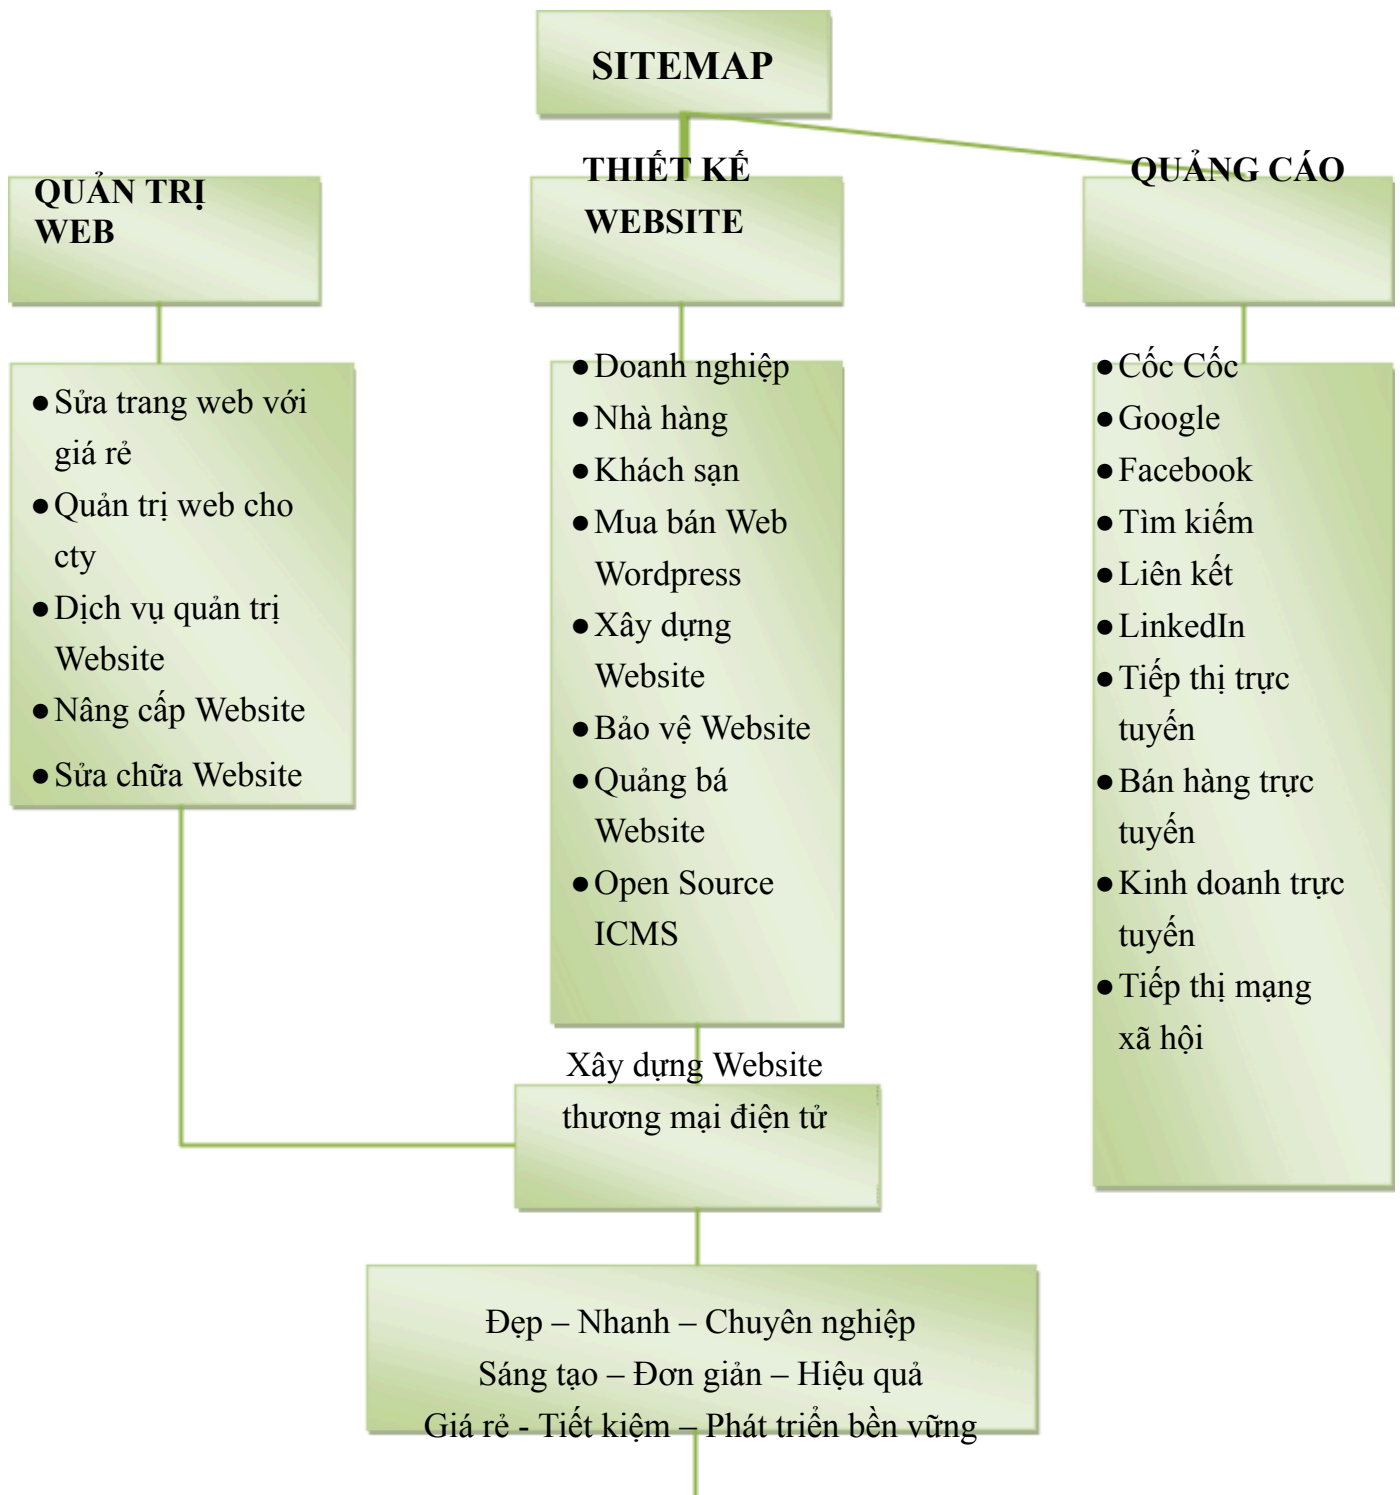 SITEMAP
QUẢN TRỊ
WEB
THIẾT KẾ
WEBSITE
QUẢNG CÁO
●Sửa trang web với
giá rẻ
●Quản trị web cho
cty
●Dịch vụ quản trị
Website
●Nâng cấp Website
●Sửa chữa Website
●Doanh nghiệp
●Nhà hàng
●Khách sạn
●Mua bán Web
Wordpress
●Xây dựng
Website
●Bảo vệ Website
●Quảng bá
Website
●Open Source
ICMS
●Cốc Cốc
●Google
●Facebook
●Tìm kiếm
●Liên kết
●LinkedIn
●Tiếp thị trực
tuyến
●Bán hàng trực
tuyến
●Kinh doanh trực
tuyến
●Tiếp thị mạng
xã hội
Xây dựng Website
thương mại điện tử
Đẹp – Nhanh – Chuyên nghiệp
Sáng tạo – Đơn giản – Hiệu quả
Giá rẻ - Tiết kiệm – Phát triển bền vững